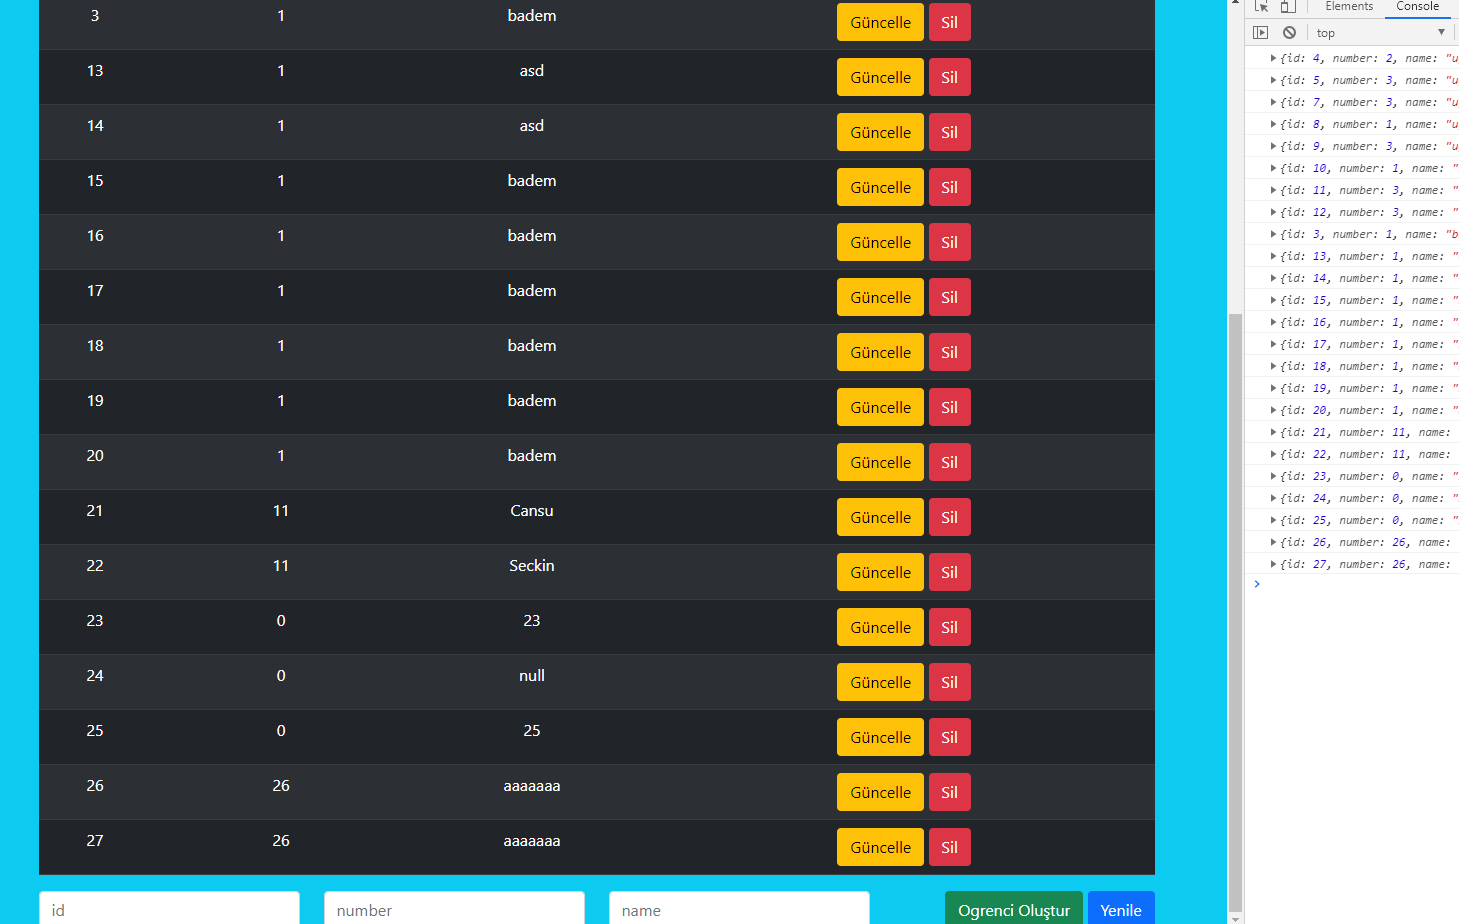 3 1 badem Güncelle Sil
13 1 asd Güncelle Sil
14 1 asd Güncelle Sil
15 1 badem Güncelle Sil
16 1 badem Güncelle Sil
17 1 badem Güncelle Sil
18 1 badem Güncelle Sil
19 1 badem Güncelle Sil
20 1 badem Güncelle Sil
21 11 Cansu Güncelle Sil
22 11 Seckin Güncelle Sil
23 0 23 Güncelle Sil
24 0 null Güncelle Sil
25 0 25 Güncelle Sil
26 26 aaaaaaa Güncelle Sil
27 26 aaaaaaa Güncelle Sil
id number name Ogrenci Oluştur Yenile
Elements Console
top
{id: 4, number: 2, name: "u
{id: 5, number: 3, name: "u
{id: 7, number: 3, name: "u
{id: 8, number: 1, name: "u
{id: 9, number: 3, name: "u
{id: 10, number: 1, name: "
{id: 11, number: 3, name: "
{id: 12, number: 3, name: "
{id: 3, number: 1, name: "b
{id: 13, number: 1, name: "
{id: 14, number: 1, name: "
{id: 15, number: 1, name: "
{id: 16, number: 1, name: "
{id: 17, number: 1, name: "
{id: 18, number: 1, name: "
{id: 19, number: 1, name: "
{id: 20, number: 1, name: "
{id: 21, number: 11, name:
{id: 22, number: 11, name:
{id: 23, number: 0, name: "
{id: 24, number: 0, name: "
{id: 25, number: 0, name: "
{id: 26, number: 26, name:
{id: 27, number: 26, name: